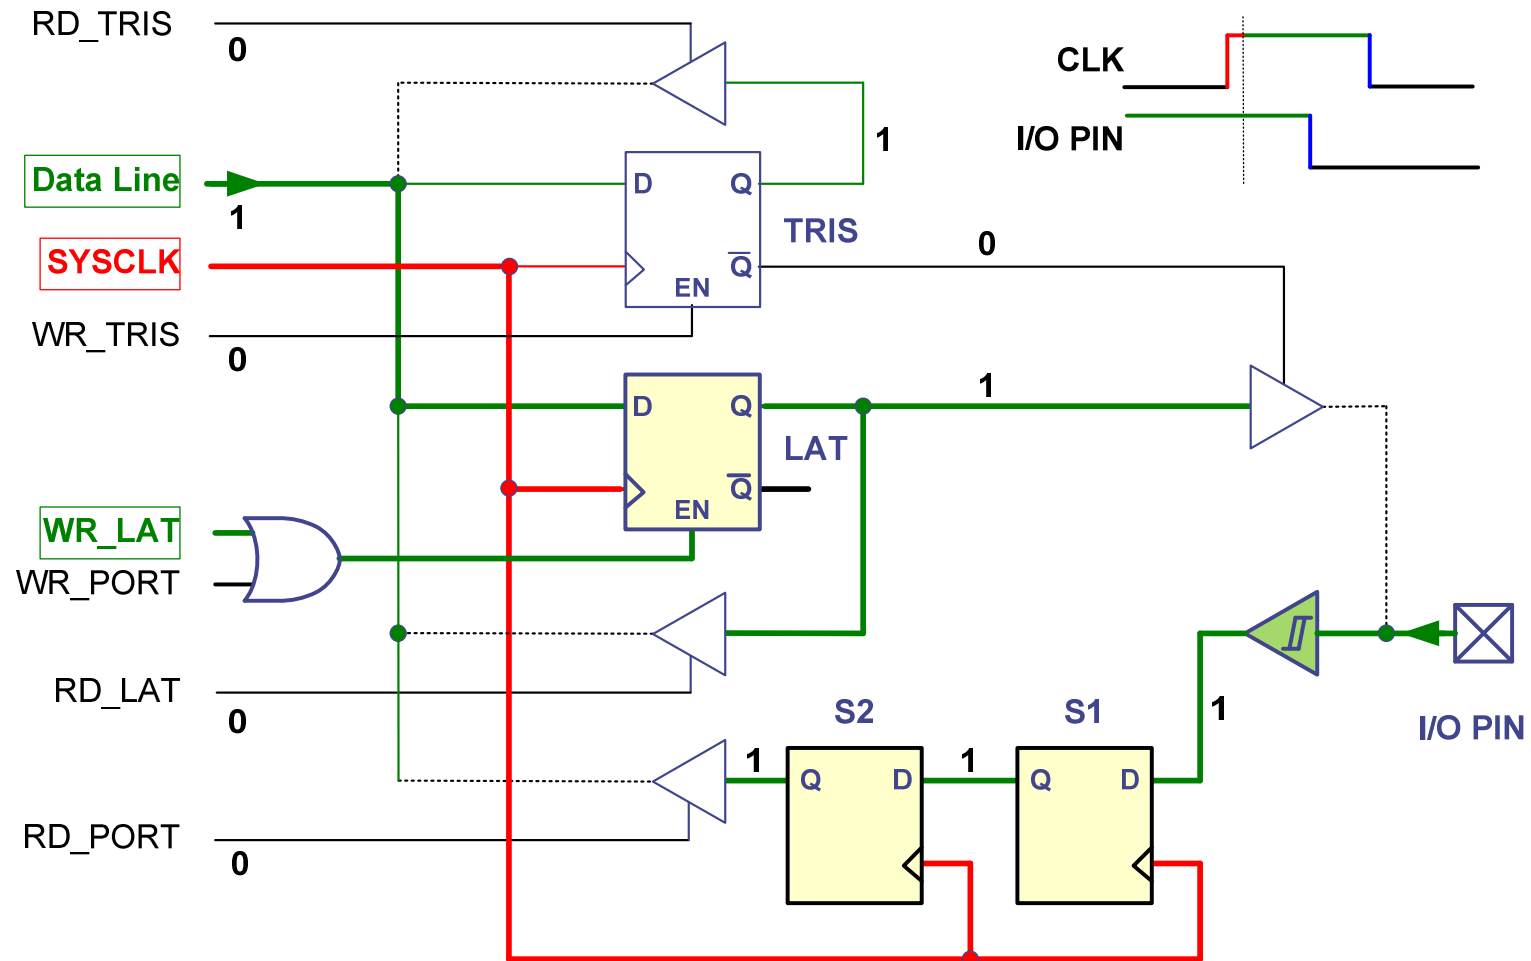 RD_TRIS
0
CLK
I/O PIN
1
Data Line
1
D Q
TRIS
SYSCLK
Q
EN
0
WR_TRIS
0
1
D Q
LAT
Q
EN
WR_LAT
WR_PORT
RD_LAT
0
S2
S1
1
I/O PIN
1
1
Q D
Q D
RD_PORT
0